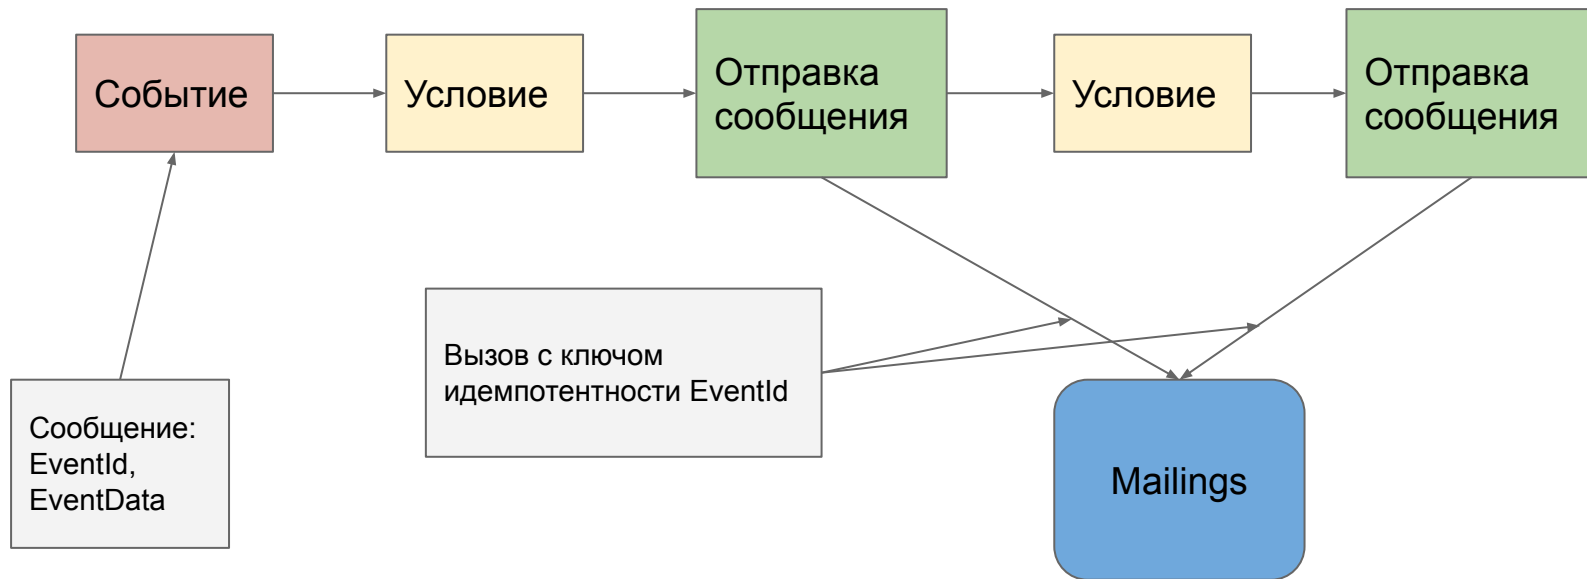 Событие
Условие
Отправка
сообщения
Условие
Отправка
сообщения
Вызов с ключом
идемпотентности EventId
Сообщение:
EventId,
EventData
Mailings